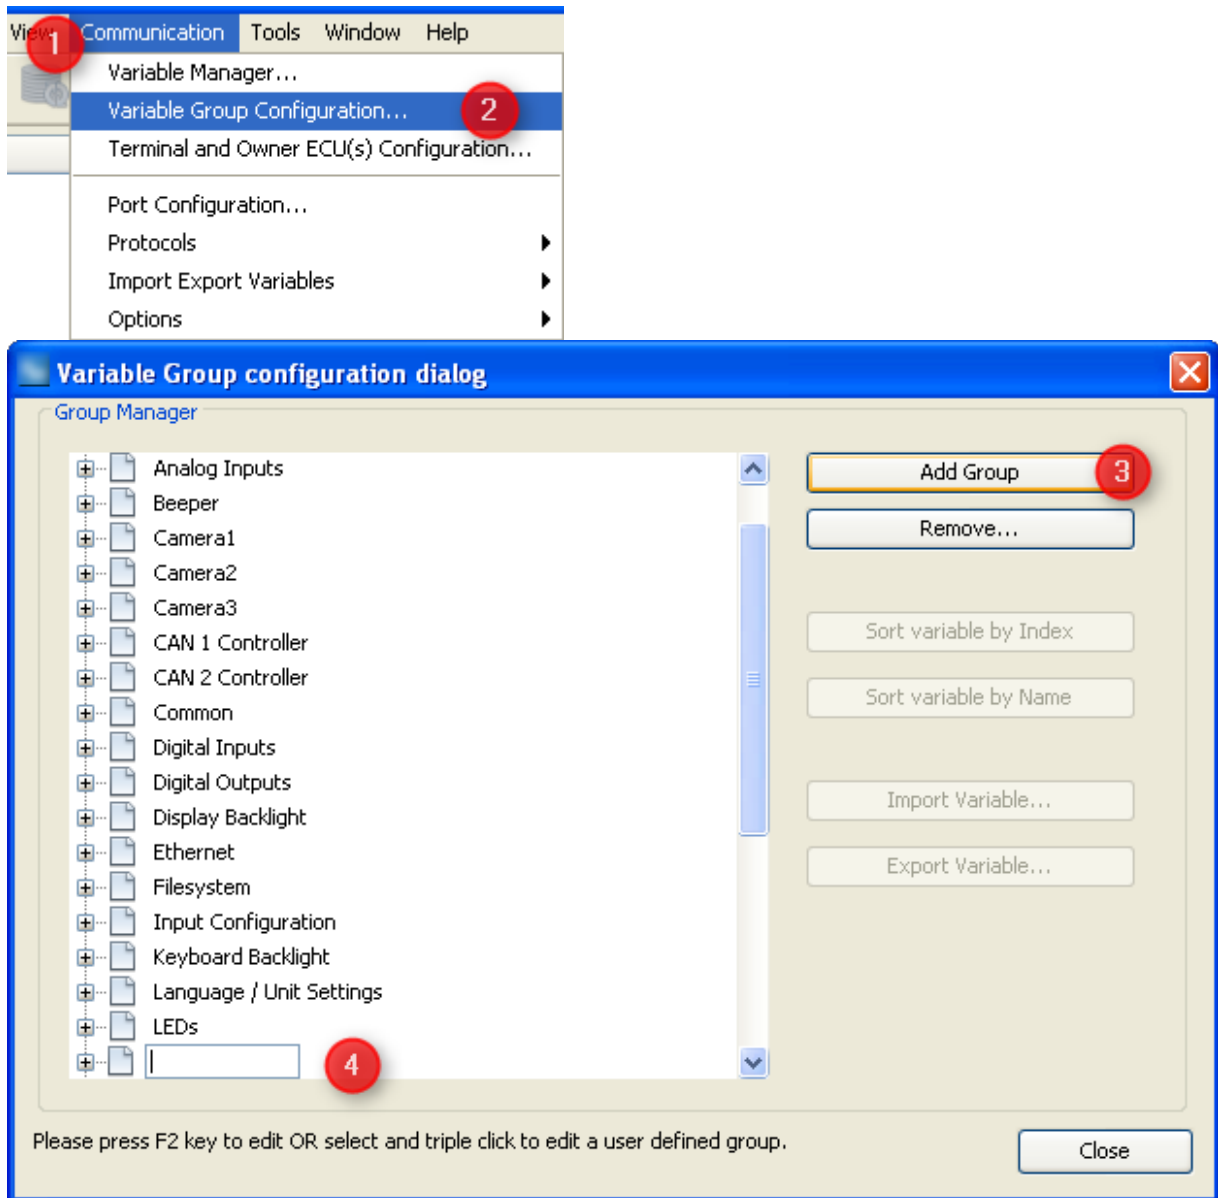 View 1 Communication Tools Window Help
Variable Manager...
Variable Group Configuration... 2
Terminal and Owner ECU(s) Configuration...
Port Configuration...
Protocols
Import Export Variables
Options
Variable Group configuration dialog
Group Manager
Analog Inputs
Add Group 3
Beeper
Remove...
Camera1
Camera2
Camera3
Sort variable by Index
CAN 1 Controller
CAN 2 Controller
Sort variable by Name
Common
Digital Inputs
Digital Outputs
Import Variable...
Display Backlight
Ethernet
Export Variable...
Filesystem
Input Configuration
Keyboard Backlight
Language / Unit Settings
LEDs
4
Please press F2 key to edit OR select and triple click to edit a user defined group.
Close